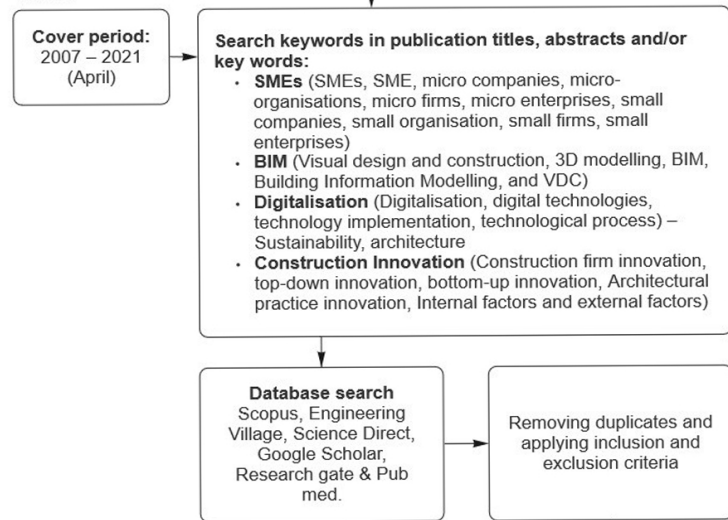 Cover period:
2007 – 2021
(April)
Search keywords in publication titles, abstracts and/or
key words:
• SMEs (SMEs, SME, micro companies, micro-
organisations, micro firms, micro enterprises, small
companies, small organisation, small firms, small
enterprises)
• BIM (Visual design and construction, 3D modelling, BIM,
Building Information Modelling, and VDC)
• Digitalisation (Digitalisation, digital technologies,
technology implementation, technological process) –
Sustainability, architecture
• Construction Innovation (Construction firm innovation,
top-down innovation, bottom-up innovation, Architectural
practice innovation, Internal factors and external factors)
Database search
Scopus, Engineering
Village, Science Direct,
Google Scholar,
Research gate & Pub
med.
Removing duplicates and
applying inclusion and
exclusion criteria